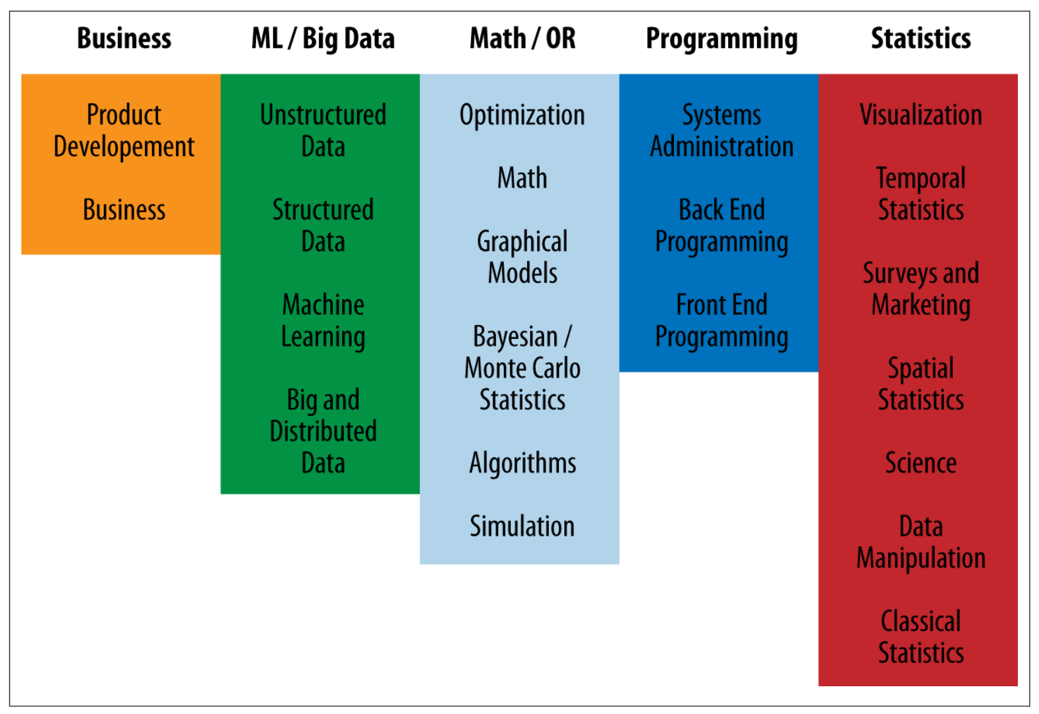 Business
Product
Developement
Business
ML / Big Data
Unstructured
Data
Structured
Data
Machine
Learning
Big and
Distributed
Data
Math / OR
Optimization
Math
Graphical
Models
Bayesian /
Monte Carlo
Statistics
Algorithms
Simulation
Programming
Systems
Administration
Back End
Programming
Front End
Programming
Statistics
Visualization
Temporal
Statistics
Surveys and
Marketing
Spatial
Statistics
Science
Data
Manipulation
Classical
Statistics